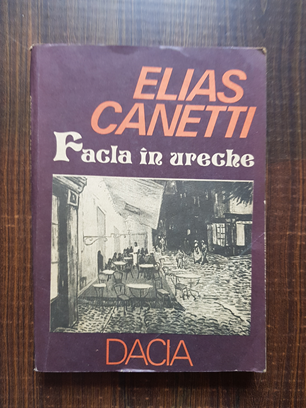 ELIAS
CANETTI
Facla în ureche
DACIA